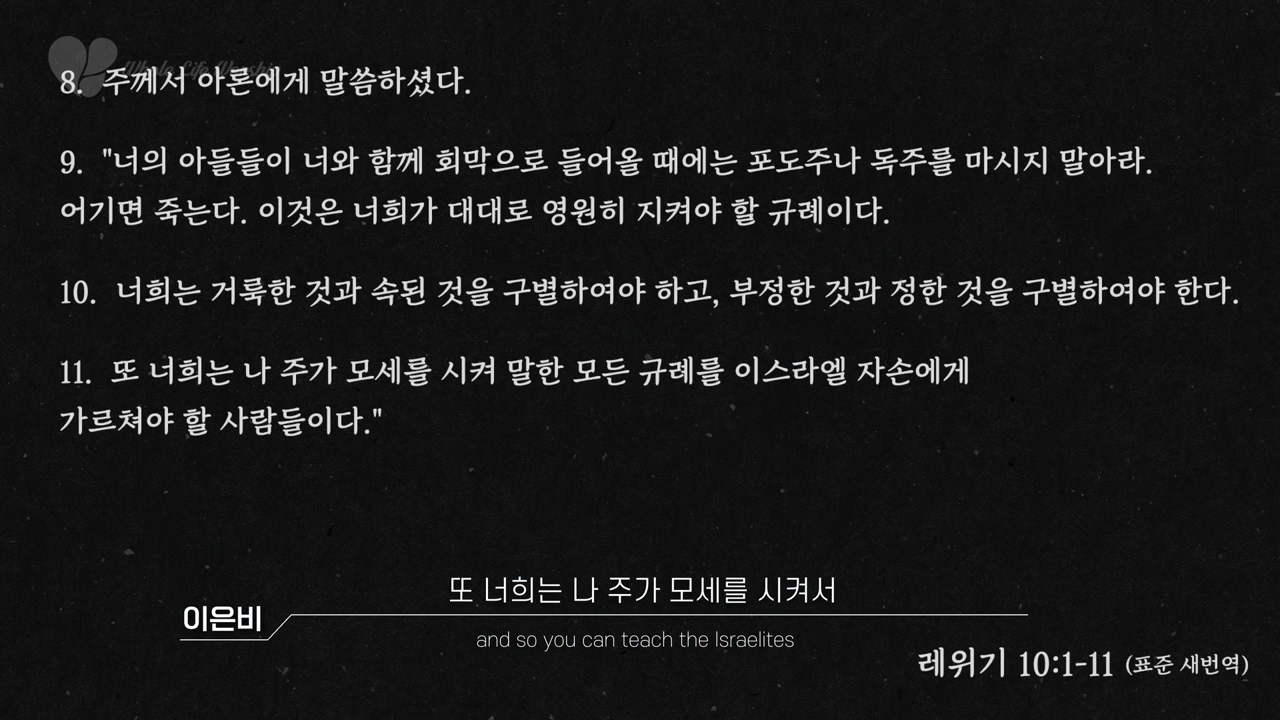 Whole Life Worship
8. 주께서 아론에게 말씀하셨다.
9. "너의 아들들이 너와 함께 회막으로 들어올 때에는 포도주나 독주를 마시지 말아라.
어기면 죽는다. 이것은 너희가 대대로 영원히 지켜야 할 규례이다.
10. 너희는 거룩한 것과 속된 것을 구별하여야 하고, 부정한 것과 정한 것을 구별하여야 한다.
11. 또 너희는 나 주가 모세를 시켜 말한 모든 규례를 이스라엘 자손에게
가르쳐야 할 사람들이다."
또 너희는 나 주가 모세를 시켜서
이은비
and so you can teach the Israelites
레위기 10:1-11 (표준 새번역)